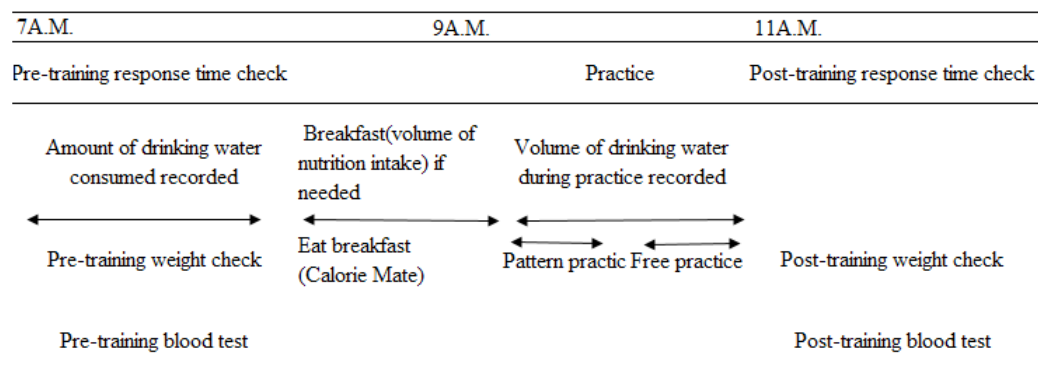 7A.M. 9A.M. 11A.M.
Pre-training response time check Practice Post-training response time check
Amount of drinking water
consumed recorded
Breakfast(volume of
nutrition intake) if
needed
Volume of drinking water
during practice recorded
Pre-training weight check
Eat breakfast
(Calorie Mate)
Pattern practic Free practice
Post-training weight check
Pre-training blood test
Post-training blood test